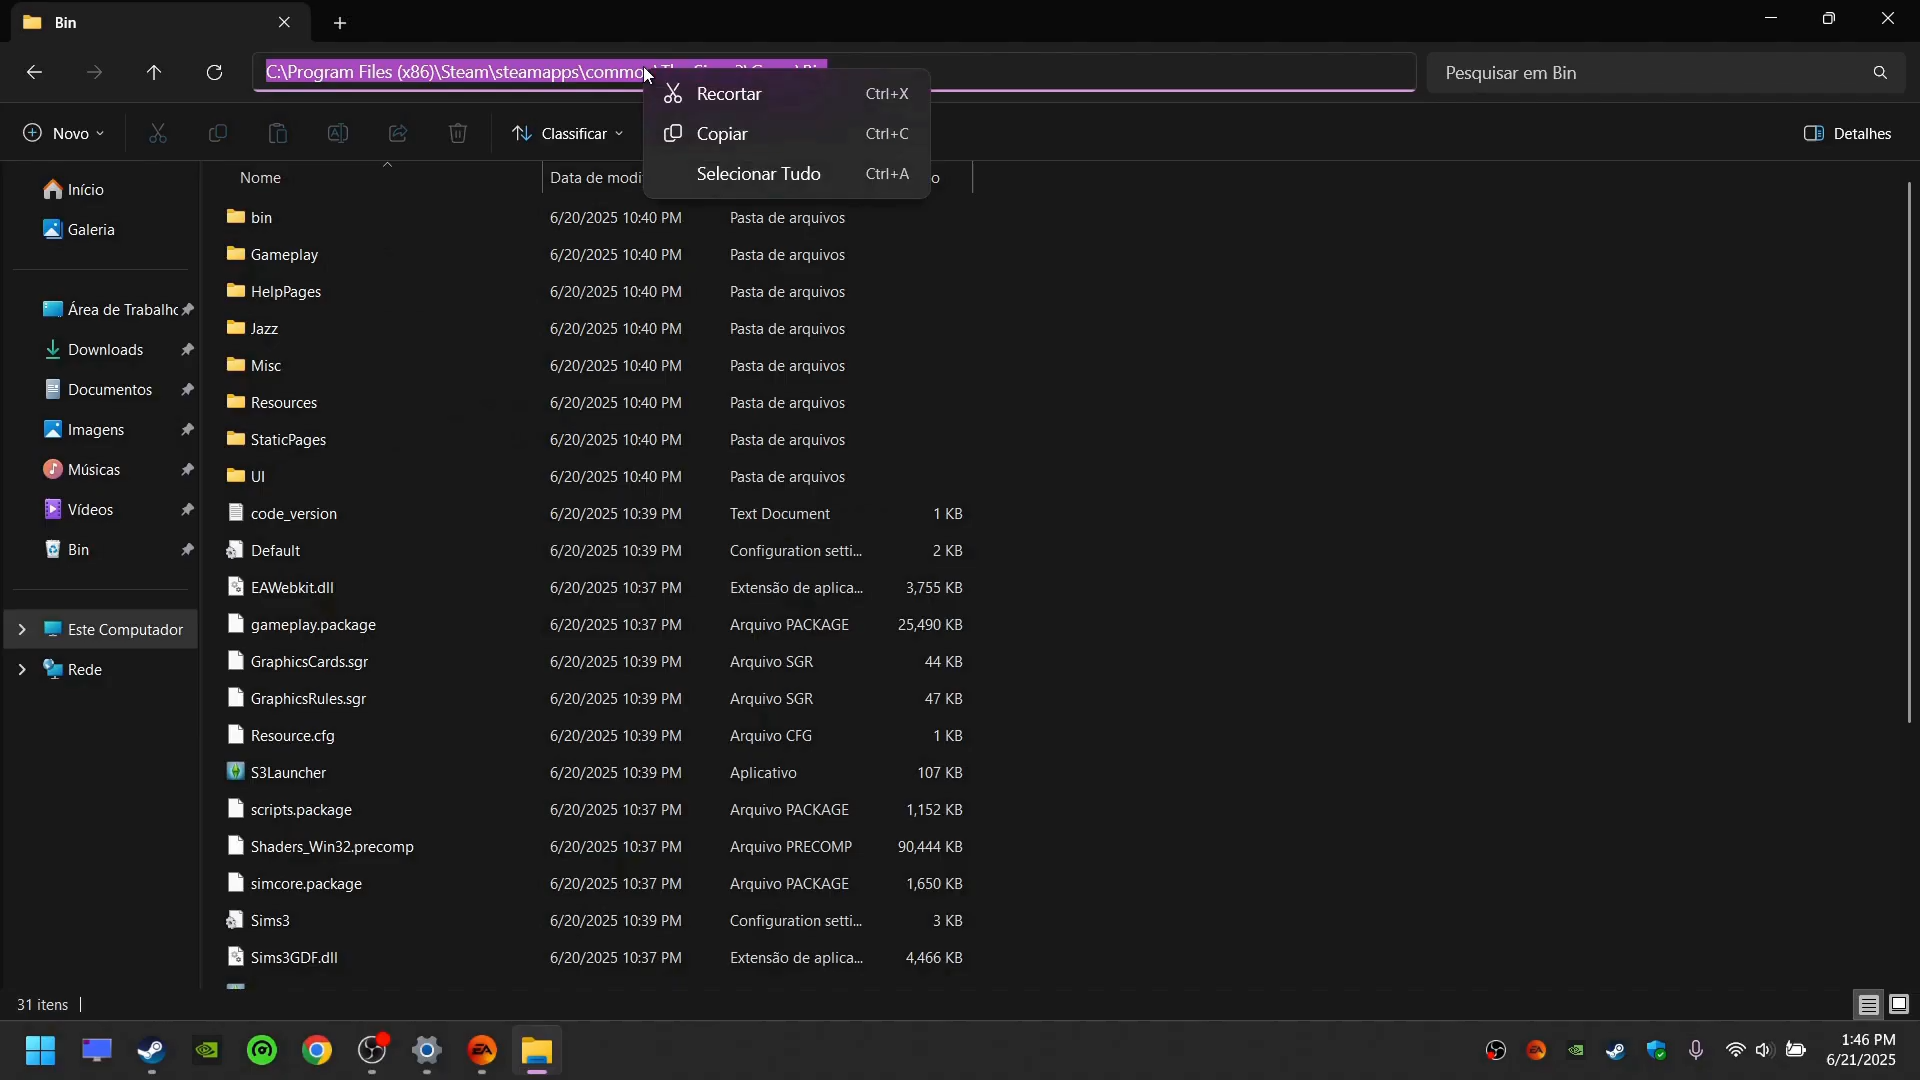 Bin
C:\Program Files (x86)\Steam\steamapps\commo
Pesquisar em Bin
Recortar Ctrl+X
Copiar Ctrl+C
Selecionar Tudo Ctrl+A
Novo
Classificar
Detalhes
Nome Data de modi o
Início
Galeria
Área de Trabalho
Downloads
Documentos
Imagens
Músicas
Vídeos
Bin
Este Computador
Rede
bin 6/20/2025 10:40 PM Pasta de arquivos
Gameplay 6/20/2025 10:40 PM Pasta de arquivos
HelpPages 6/20/2025 10:40 PM Pasta de arquivos
Jazz 6/20/2025 10:40 PM Pasta de arquivos
Misc 6/20/2025 10:40 PM Pasta de arquivos
Resources 6/20/2025 10:40 PM Pasta de arquivos
StaticPages 6/20/2025 10:40 PM Pasta de arquivos
UI 6/20/2025 10:40 PM Pasta de arquivos
code_version 6/20/2025 10:39 PM Text Document 1 KB
Default 6/20/2025 10:39 PM Configuration setti... 2 KB
EAWebkit.dll 6/20/2025 10:37 PM Extensão de aplica... 3,755 KB
gameplay.package 6/20/2025 10:37 PM Arquivo PACKAGE 25,490 KB
GraphicsCards.sgr 6/20/2025 10:39 PM Arquivo SGR 44 KB
GraphicsRules.sgr 6/20/2025 10:39 PM Arquivo SGR 47 KB
Resource.cfg 6/20/2025 10:39 PM Arquivo CFG 1 KB
S3Launcher 6/20/2025 10:39 PM Aplicativo 107 KB
scripts.package 6/20/2025 10:37 PM Arquivo PACKAGE 1,152 KB
Shaders_Win32.precomp 6/20/2025 10:37 PM Arquivo PRECOMP 90,444 KB
simcore.package 6/20/2025 10:37 PM Arquivo PACKAGE 1,650 KB
Sims3 6/20/2025 10:39 PM Configuration setti... 3 KB
Sims3GDF.dll 6/20/2025 10:37 PM Extensão de aplica... 4,466 KB
31 itens
EA
EA
1:46 PM
6/21/2025